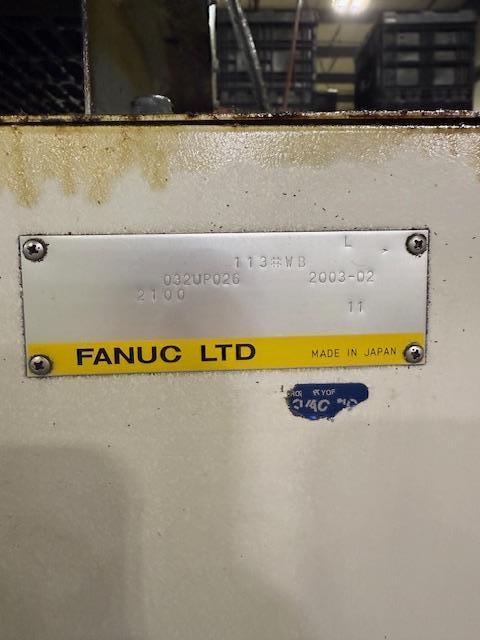 L
113#WB
032UP026 2003-02
2100
11
FANUC LTD MADE IN JAPAN